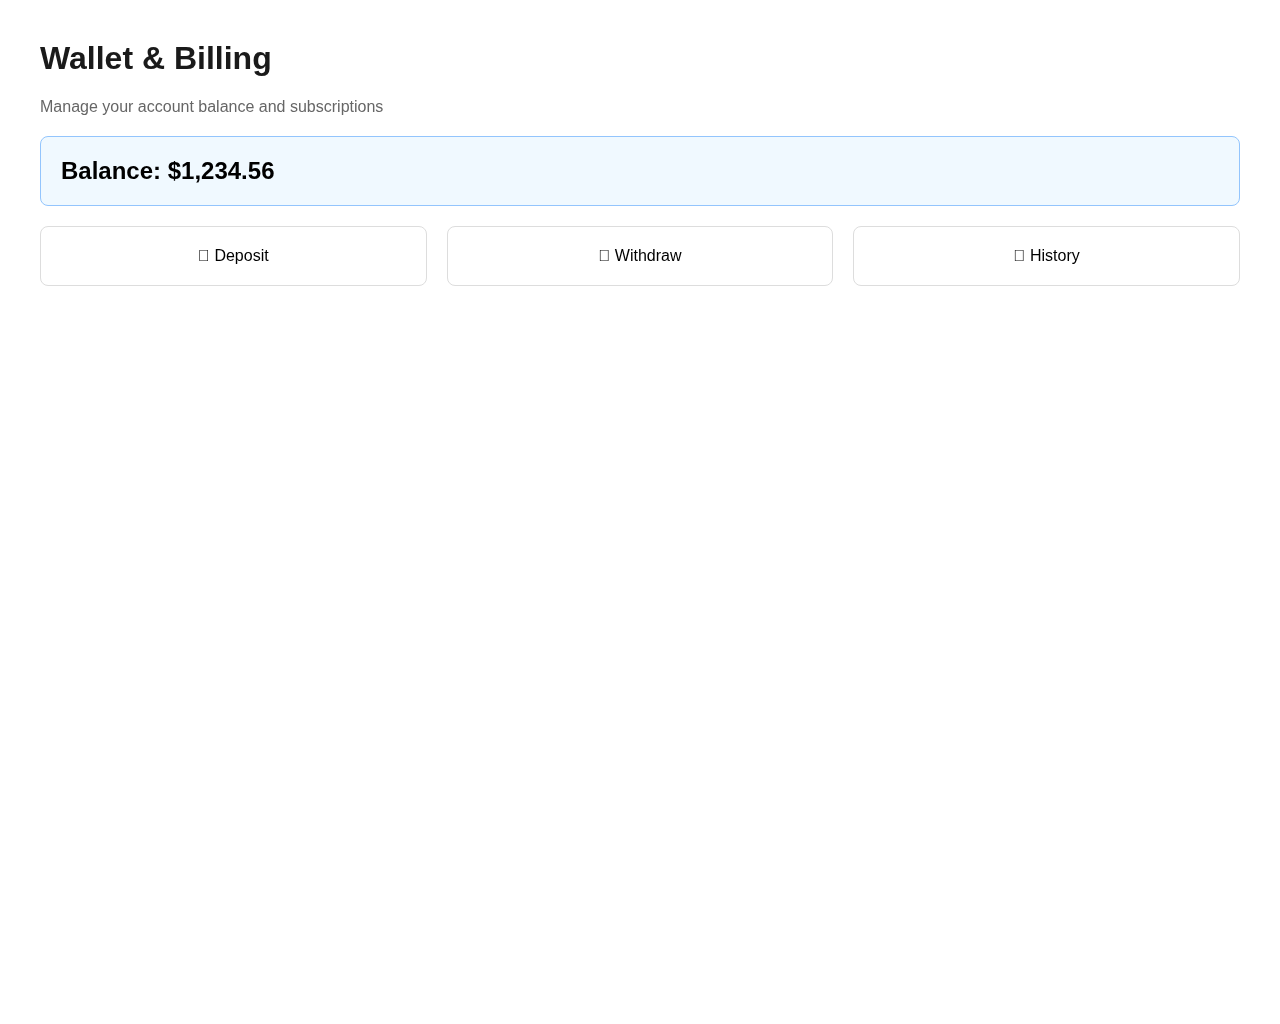 Wallet & Billing
Manage your account balance and subscriptions
Balance: $1,234.56
Deposit
Withdraw
History